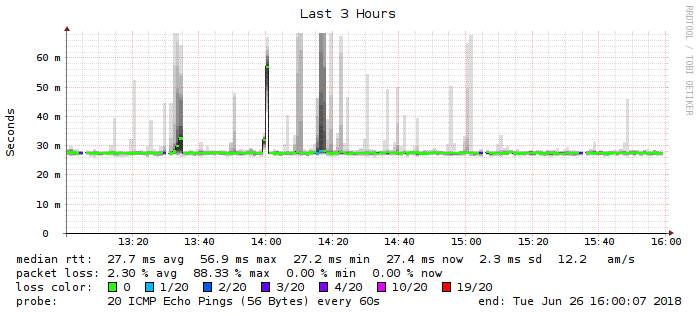 Last 3 Hours
RRDTOOL / TOBI OETIKER
Seconds
60 m
50 m
40 m
30 m
20 m
10 m
0
13:20 13:40 14:00 14:20 14:40 15:00 15:20 15:40 16:00
median rtt: 27.7 ms avg 56.9 ms max 27.2 ms min 27.4 ms now 2.3 ms sd 12.2 am/s
packet loss: 2.30 % avg 88.33 % max 0.00 % min 0.00 % now
loss color: 0 1/20 2/20 3/20 4/20 10/20 19/20
probe: 20 ICMP Echo Pings (56 Bytes) every 60s end: Tue Jun 26 16:00:07 2018